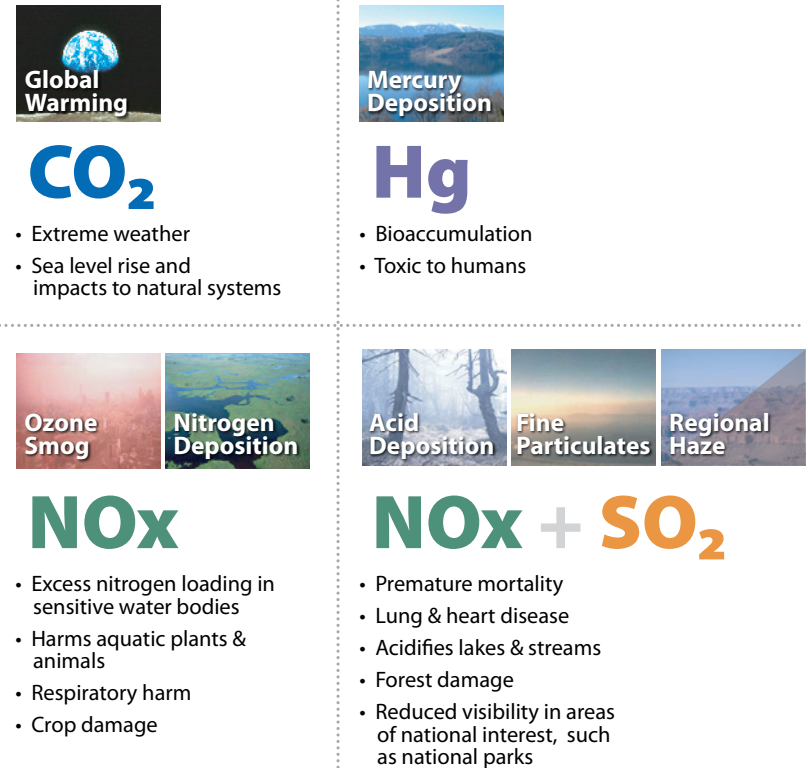 Global
Warming
CO₂
• Extreme weather
• Sea level rise and
impacts to natural systems
Mercury
Deposition
Hg
• Bioaccumulation
• Toxic to humans
Ozone
Smog
Nitrogen
Deposition
NOx
• Excess nitrogen loading in
sensitive water bodies
• Harms aquatic plants &
animals
• Respiratory harm
• Crop damage
Acid
Deposition
Fine
Particulates
Regional
Haze
NOx + SO₂
• Premature mortality
• Lung & heart disease
• Acidifies lakes & streams
• Forest damage
• Reduced visibility in areas
of national interest, such
as national parks